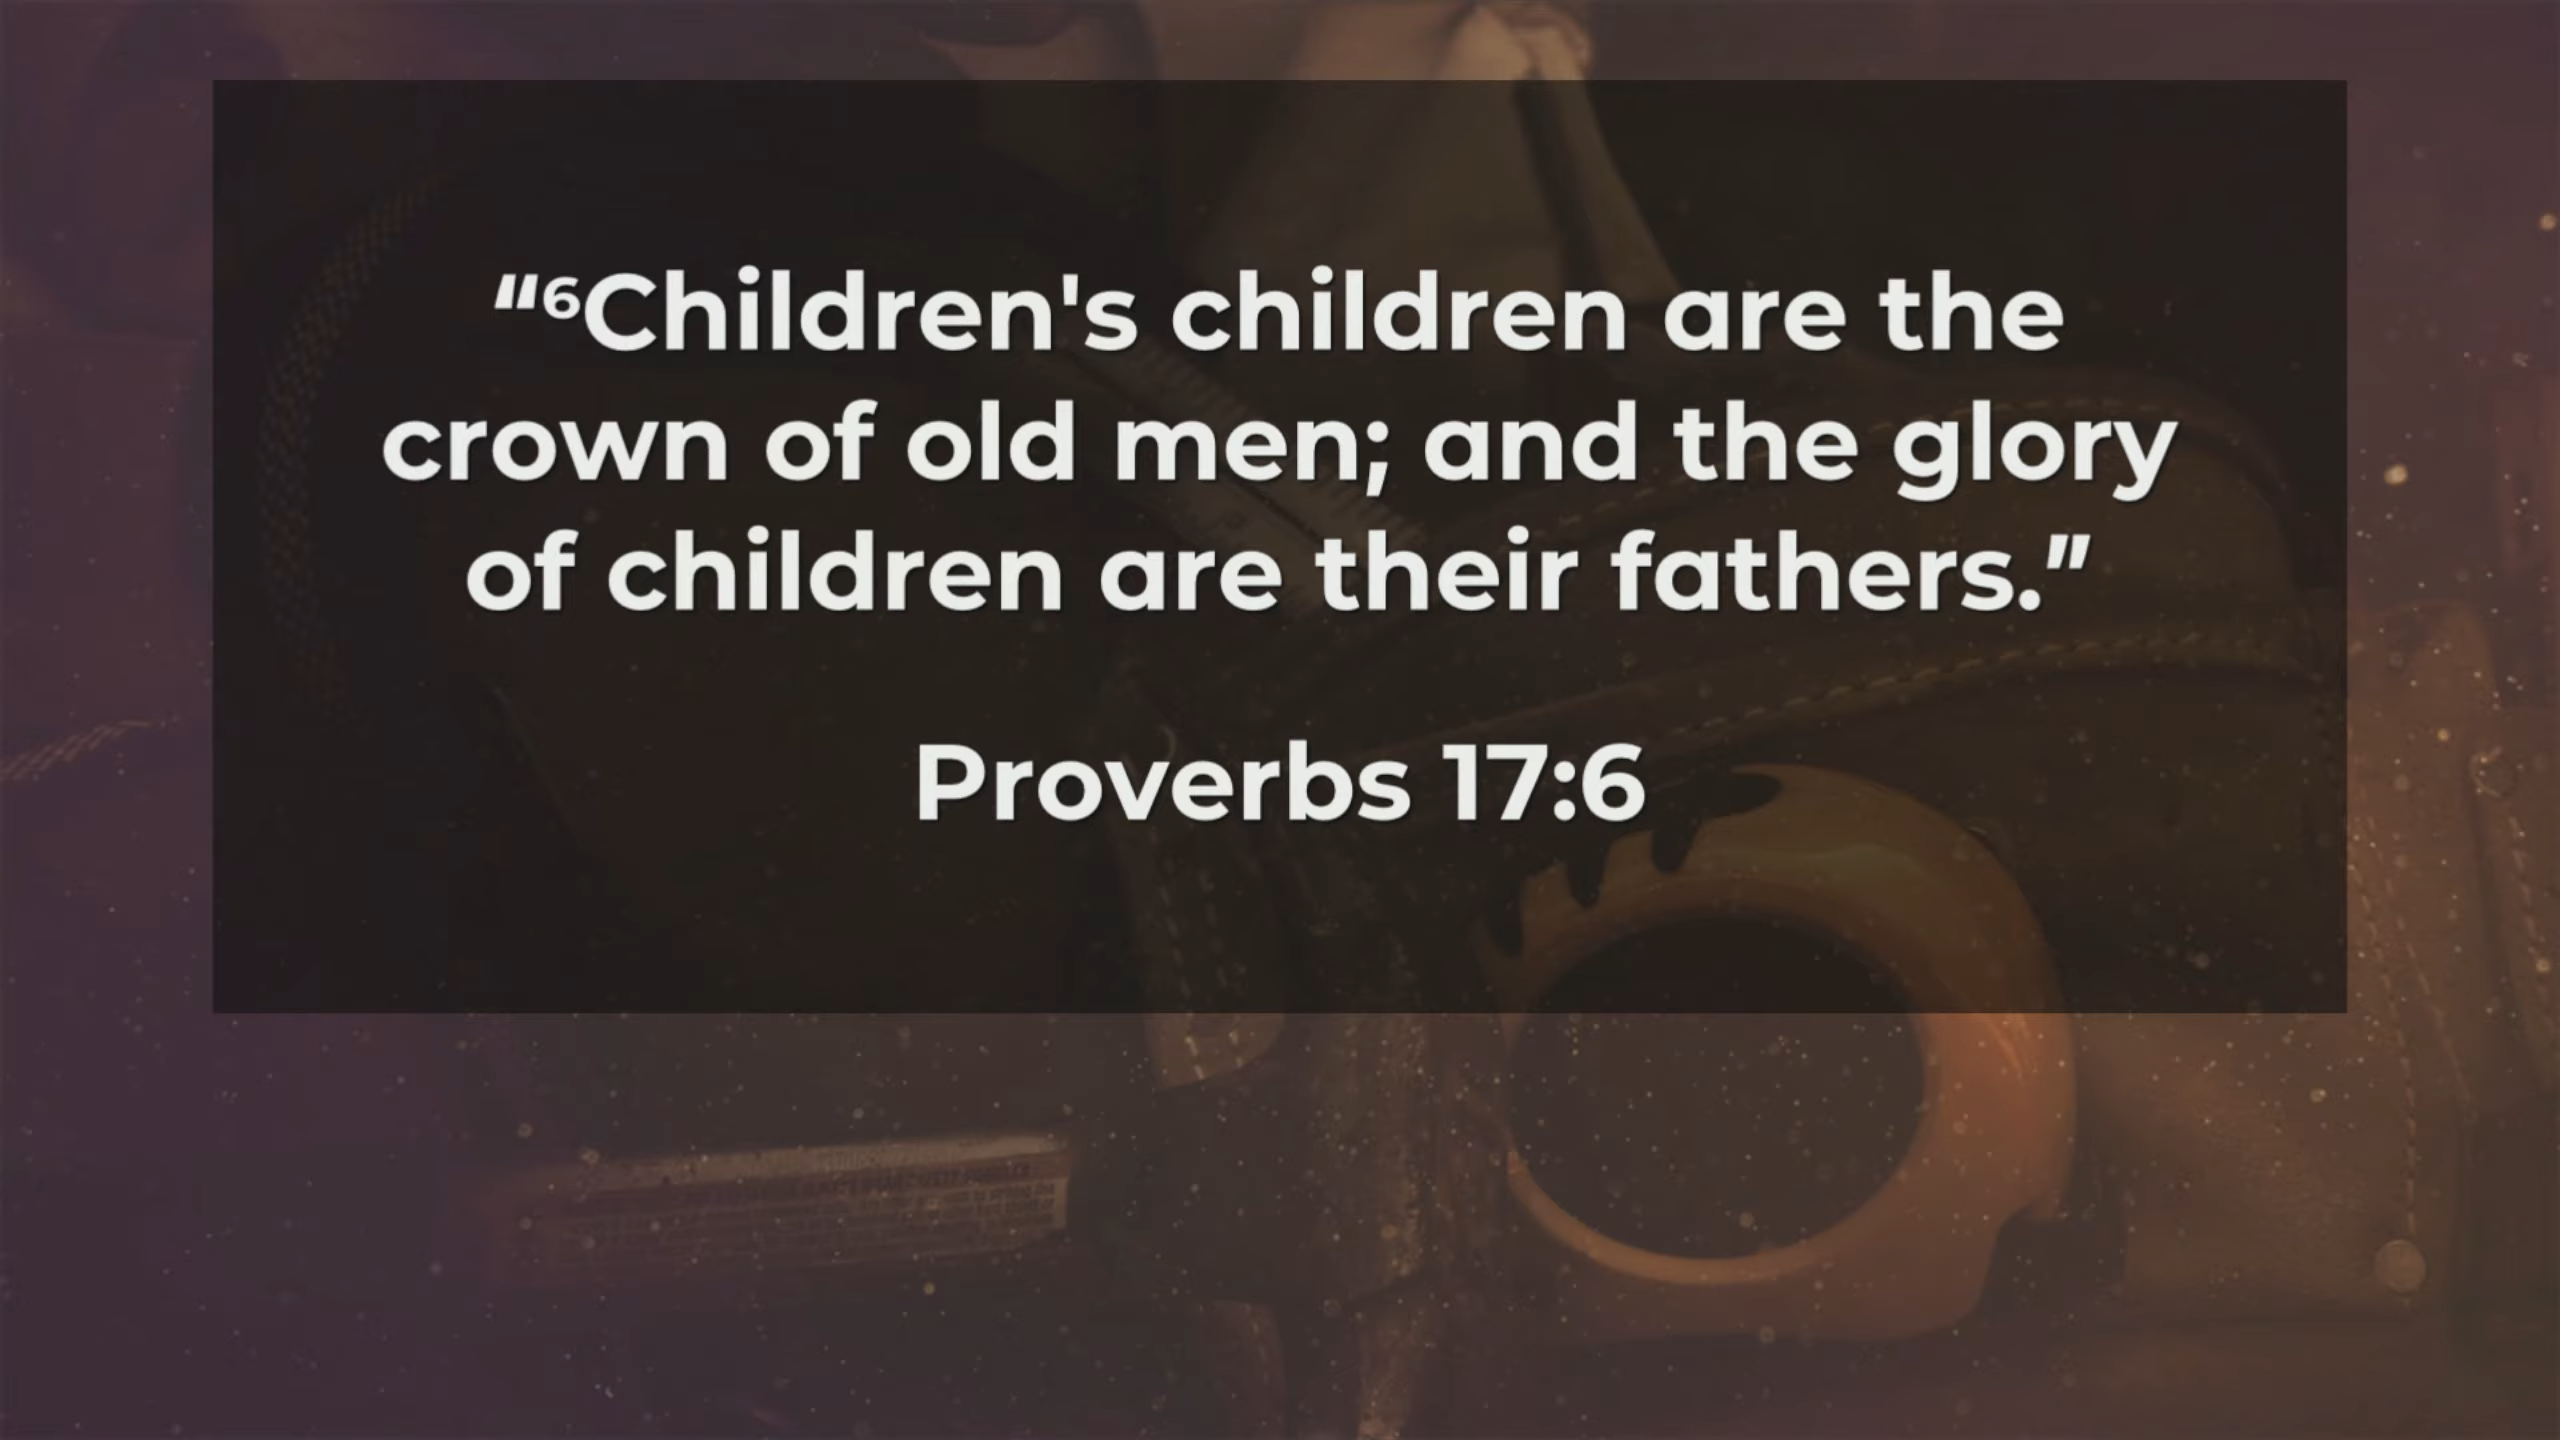 “⁶Children's children are the
crown of old men; and the glory
of children are their fathers.”
Proverbs 17:6